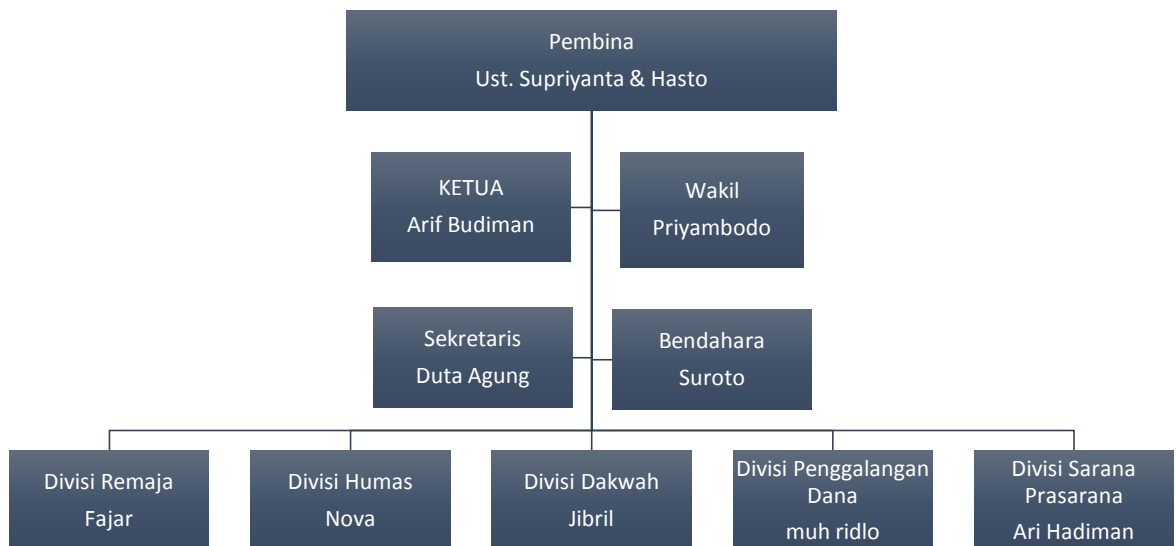 Pembina
Ust. Supriyanta & Hasto
KETUA
Arif Budiman
Wakil
Priyambodo
Sekretaris
Duta Agung
Bendahara
Suroto
Divisi Remaja
Fajar
Divisi Humas
Nova
Divisi Dakwah
Jibril
Divisi Penggalangan
Dana
muh ridlo
Divisi Sarana
Prasarana
Ari Hadiman